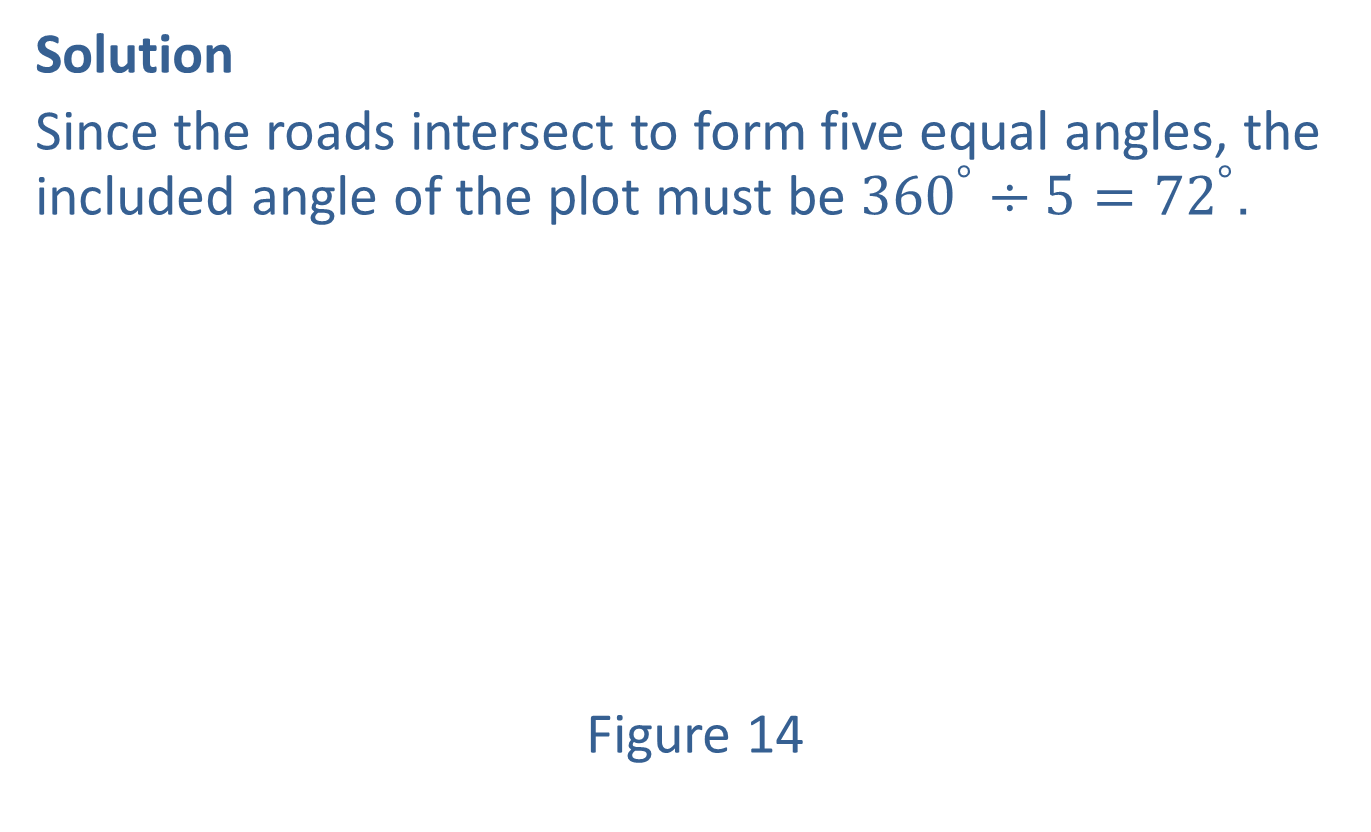 Solution
Since the roads intersect to form five equal angles, the
included angle of the plot must be 360° ÷ 5 = 72°.
Figure 14